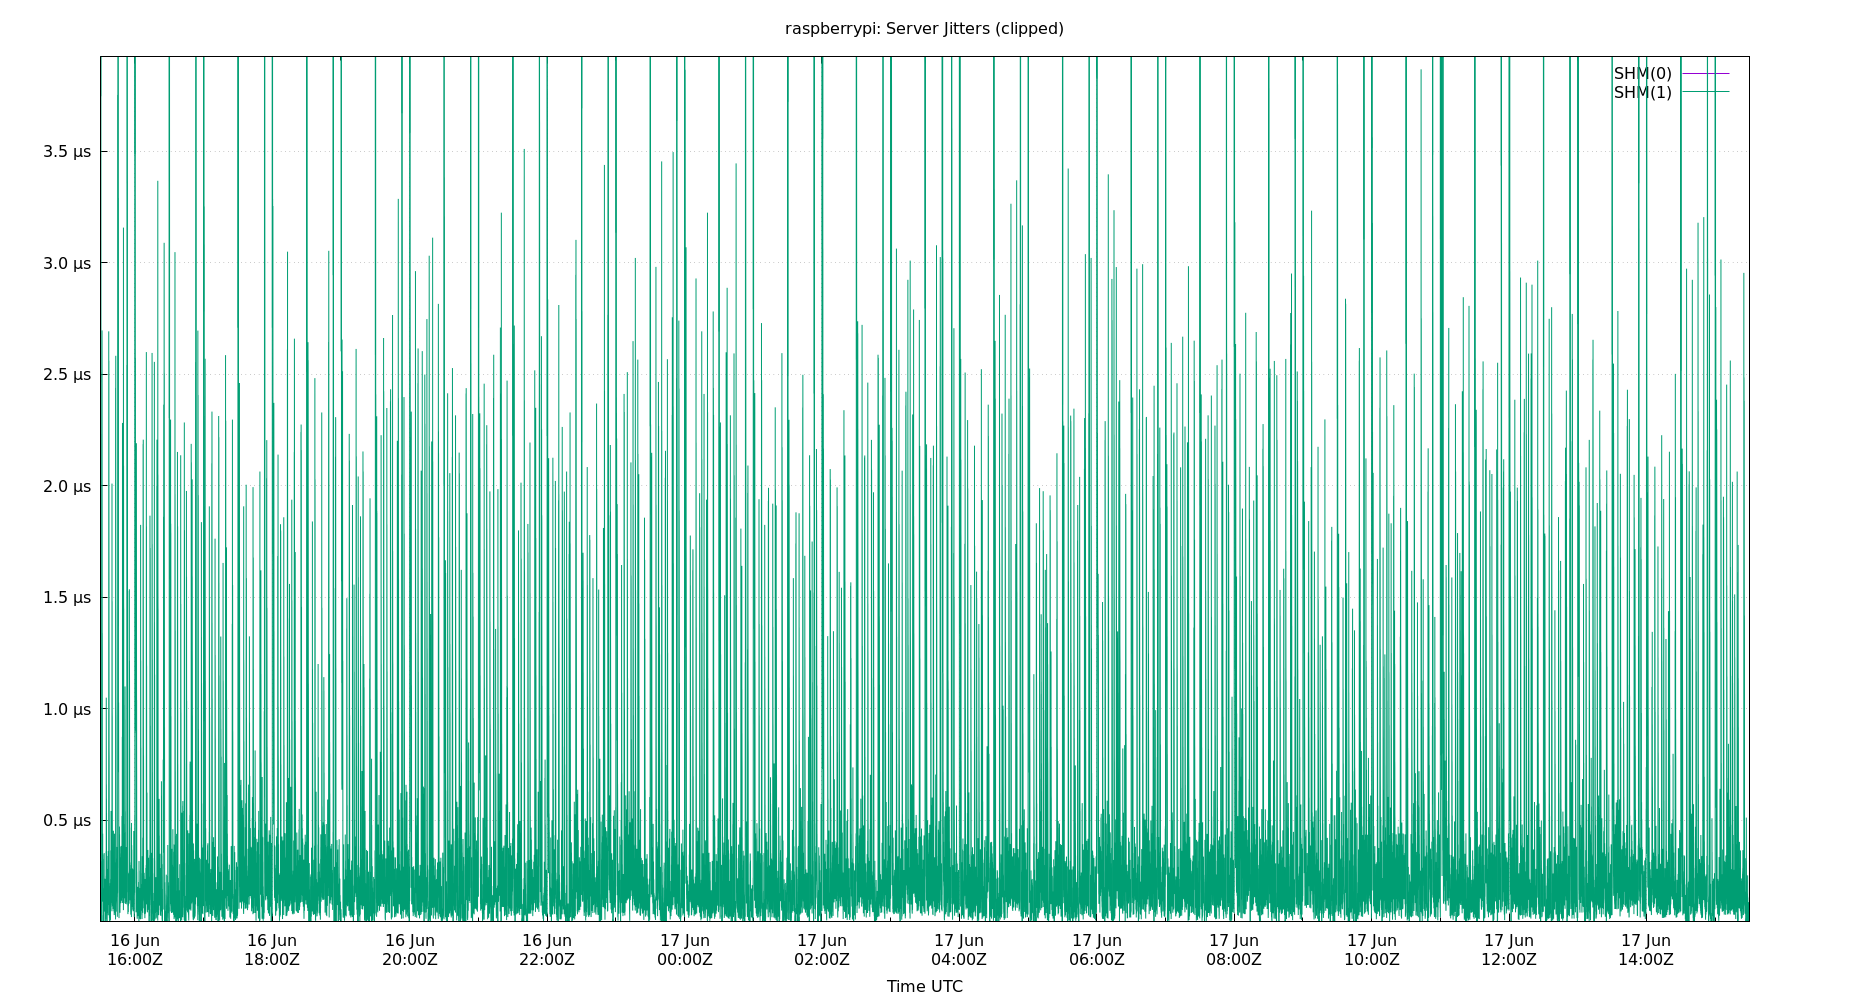 raspberrypi: Server Jitters (clipped)
SHM(0)
SHM(1)
3.5 µs
3.0 µs
2.5 µs
2.0 µs
1.5 µs
1.0 µs
0.5 µs
16 Jun 16 Jun 16 Jun 16 Jun 17 Jun 17 Jun 17 Jun 17 Jun 17 Jun 17 Jun 17 Jun 17 Jun
16:00Z 18:00Z 20:00Z 22:00Z 00:00Z 02:00Z 04:00Z 06:00Z 08:00Z 10:00Z 12:00Z 14:00Z
Time UTC